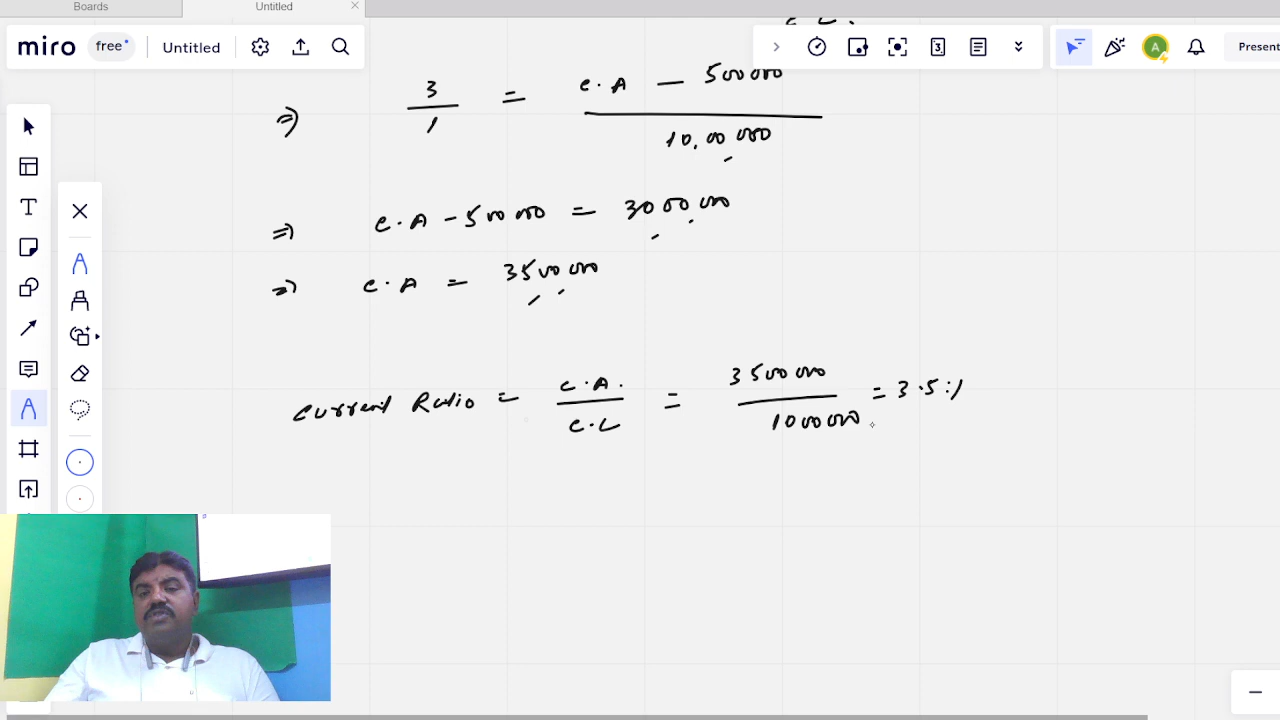 Boards Untitled
miro free Untitled Present
C L .
⇒ 3/1 = C.A – 500000 / 10,00000
⇒ C.A – 500000 = 3000000
⇒ C.A = 3500000
Current Ratio = C.A. / C.L = 3500000 / 1000000 = 3.5:1